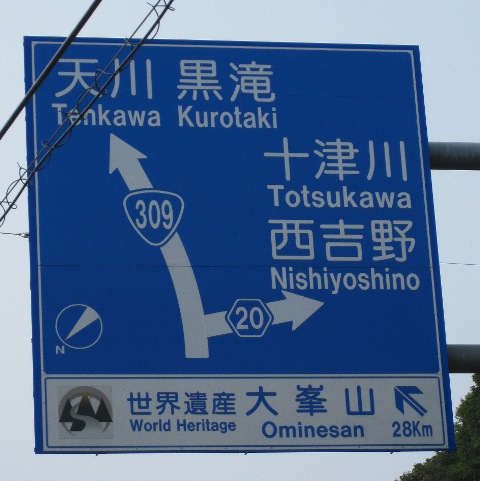 天川 黒滝
Tenkawa Kurotaki
十津川
Totsukawa
309
西吉野
Nishiyoshino
20
N
世界遺産 大峯山
World Heritage Ominesan 28Km